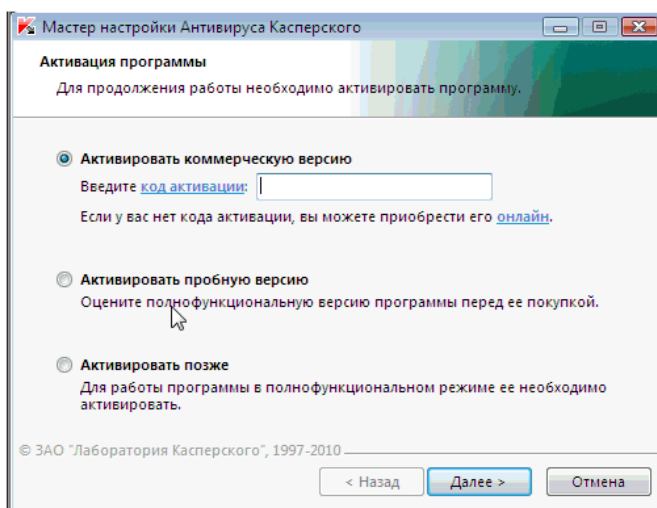 Мастер настройки Антивируса Касперского
Активация программы
Для продолжения работы необходимо активировать программу.
Активировать коммерческую версию
Введите код активации:
Если у вас нет кода активации, вы можете приобрести его онлайн.
Активировать пробную версию
Оцените полнофункциональную версию программы перед ее покупкой.
Активировать позже
Для работы программы в полнофункциональном режиме ее необходимо
активировать.
© ЗАО "Лаборатория Касперского", 1997-2010
< Назад Далее > Отмена